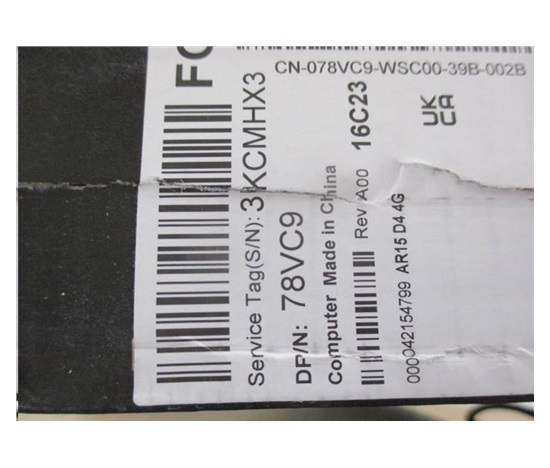 CN-078VC9-WSC00-39B-002B
Service Tag(S/N): 3KCMHX3
DP/N: 78VC9
16C23
Computer Made in China
Rev A00
UK
CA
000042154799 AR15 D4 4G